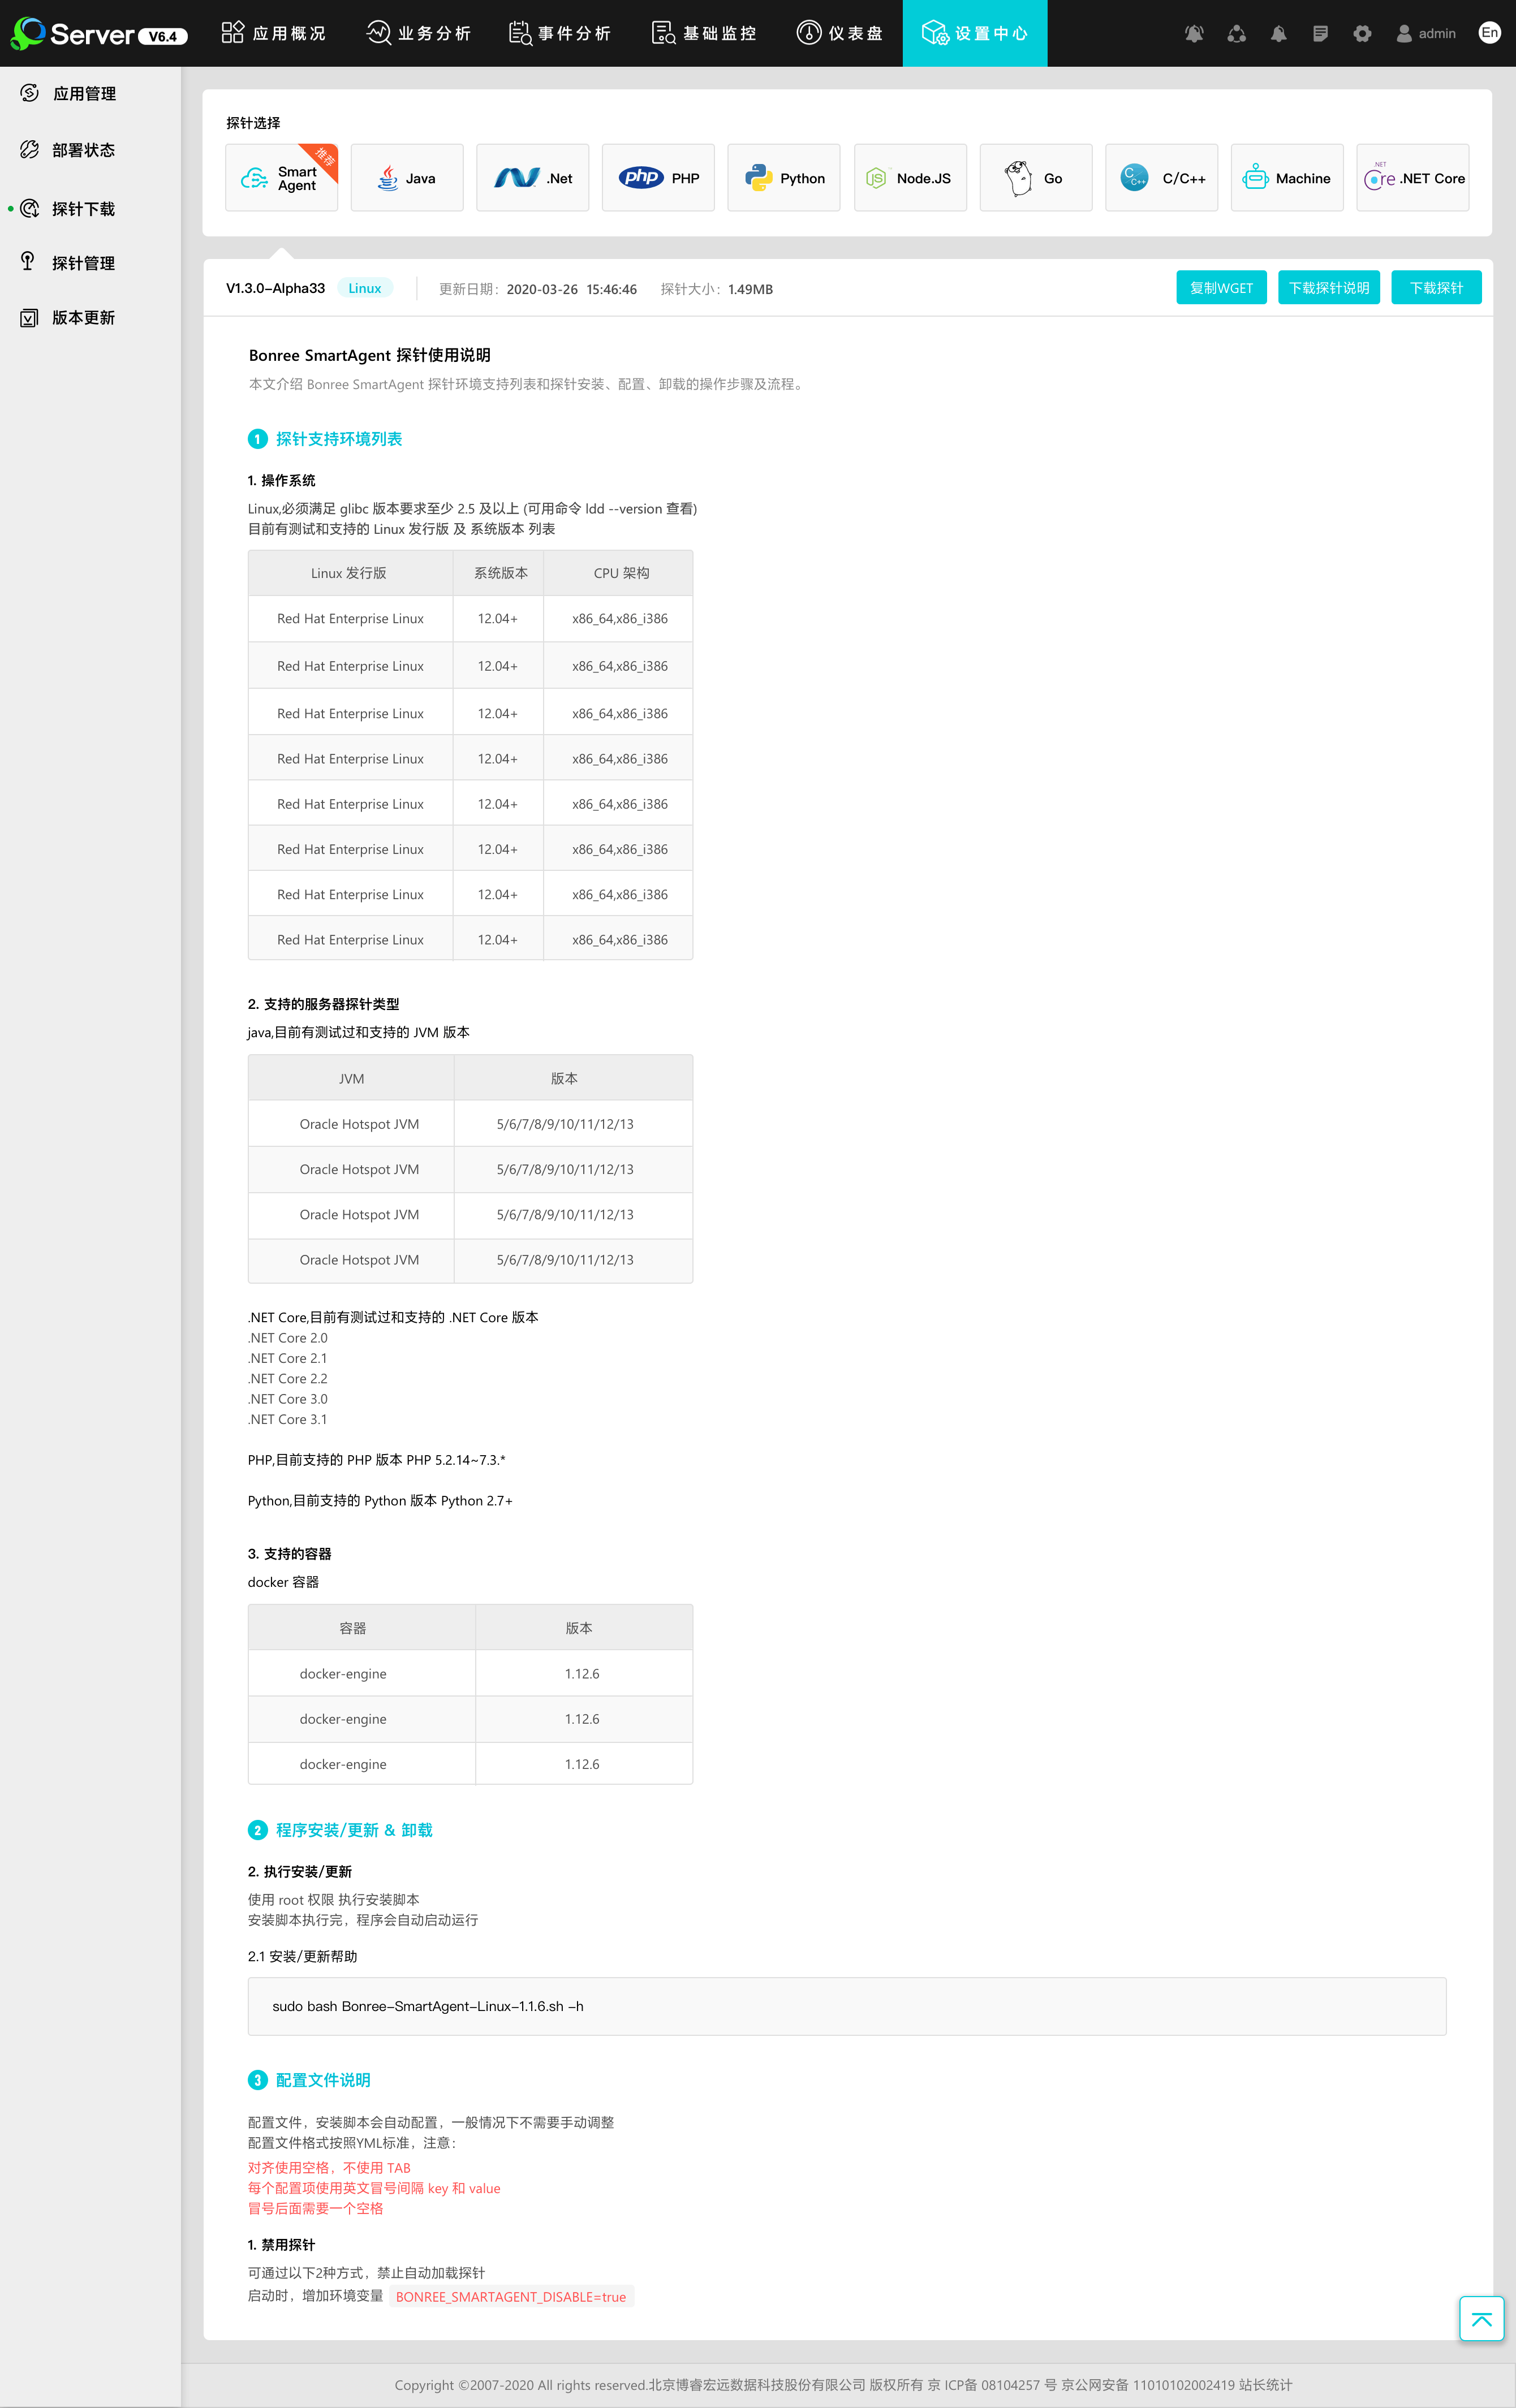 Server V6.4 应用概况 业务分析 事件分析 基础监控 仪表盘 设置中心 admin En
应用管理
部署状态
探针下载
探针管理
版本更新
探针选择
Smart Agent 推荐
Java
.Net
php PHP
Python
JS Node.JS
Go
C C++ C/C++
Machine
.NET Core .NET Core
V1.3.0-Alpha33 Linux 更新日期：2020-03-26 15:46:46 探针大小：1.49MB 复制WGET 下载探针说明 下载探针
Bonree SmartAgent 探针使用说明
本文介绍 Bonree SmartAgent 探针环境支持列表和探针安装、配置、卸载的操作步骤及流程。
1 探针支持环境列表
1. 操作系统
Linux,必须满足 glibc 版本要求至少 2.5 及以上 (可用命令 ldd --version 查看)
目前有测试和支持的 Linux 发行版 及 系统版本 列表
Linux 发行版 系统版本 CPU 架构
Red Hat Enterprise Linux 12.04+ x86_64,x86_i386
Red Hat Enterprise Linux 12.04+ x86_64,x86_i386
Red Hat Enterprise Linux 12.04+ x86_64,x86_i386
Red Hat Enterprise Linux 12.04+ x86_64,x86_i386
Red Hat Enterprise Linux 12.04+ x86_64,x86_i386
Red Hat Enterprise Linux 12.04+ x86_64,x86_i386
Red Hat Enterprise Linux 12.04+ x86_64,x86_i386
Red Hat Enterprise Linux 12.04+ x86_64,x86_i386
2. 支持的服务器探针类型
java,目前有测试过和支持的 JVM 版本
JVM 版本
Oracle Hotspot JVM 5/6/7/8/9/10/11/12/13
Oracle Hotspot JVM 5/6/7/8/9/10/11/12/13
Oracle Hotspot JVM 5/6/7/8/9/10/11/12/13
Oracle Hotspot JVM 5/6/7/8/9/10/11/12/13
.NET Core,目前有测试过和支持的 .NET Core 版本
.NET Core 2.0
.NET Core 2.1
.NET Core 2.2
.NET Core 3.0
.NET Core 3.1
PHP,目前支持的 PHP 版本 PHP 5.2.14~7.3.*
Python,目前支持的 Python 版本 Python 2.7+
3. 支持的容器
docker 容器
容器 版本
docker-engine 1.12.6
docker-engine 1.12.6
docker-engine 1.12.6
2 程序安装/更新 & 卸载
2. 执行安装/更新
使用 root 权限 执行安装脚本
安装脚本执行完，程序会自动启动运行
2.1 安装/更新帮助
sudo bash Bonree-SmartAgent-Linux-1.1.6.sh -h
3 配置文件说明
配置文件，安装脚本会自动配置，一般情况下不需要手动调整
配置文件格式按照YML标准，注意：
对齐使用空格，不使用 TAB
每个配置项使用英文冒号间隔 key 和 value
冒号后面需要一个空格
1. 禁用探针
可通过以下2种方式，禁止自动加载探针
启动时，增加环境变量 BONREE_SMARTAGENT_DISABLE=true
Copyright ©2007-2020 All rights reserved.北京博睿宏远数据科技股份有限公司 版权所有 京 ICP备 08104257 号 京公网安备 11010102002419 站长统计